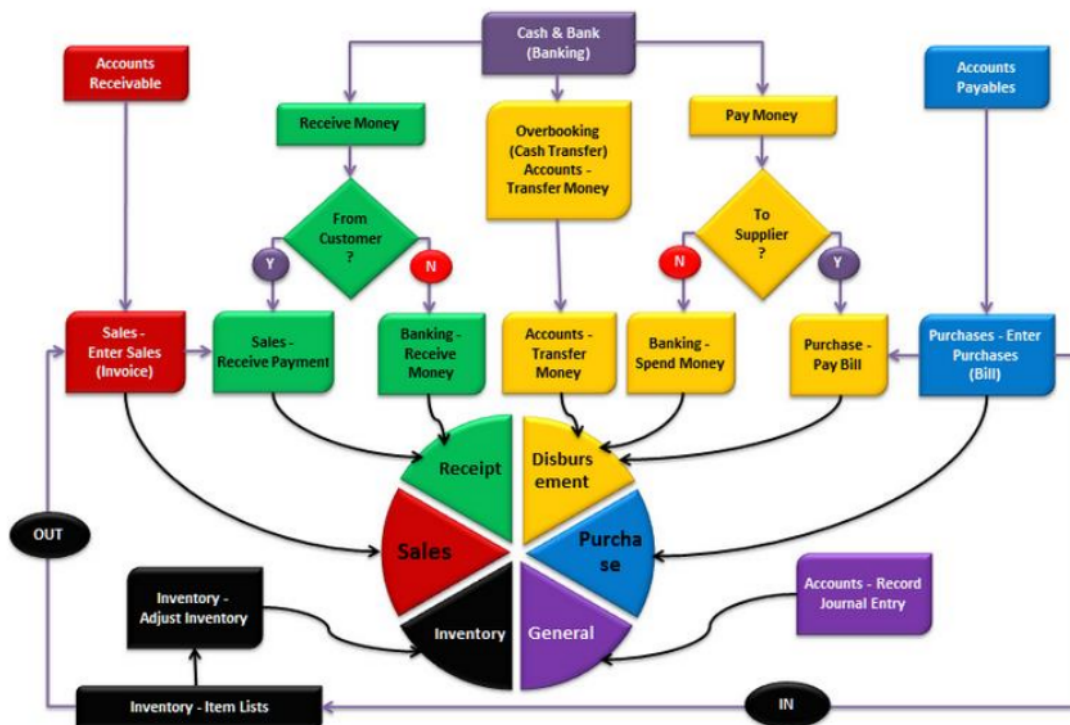 Cash & Bank
(Banking)
Accounts
Receivable
Accounts
Payables
Receive Money
Overbooking
(Cash Transfer)
Accounts -
Transfer Money
Pay Money
From
Customer
?
To
Supplier
?
Y
N
N
Y
Sales -
Enter Sales
(Invoice)
Sales -
Receive Payment
Banking -
Receive
Money
Accounts -
Transfer
Money
Banking -
Spend Money
Purchase -
Pay Bill
Purchases - Enter
Purchases
(Bill)
Receipt
Disburs
ement
Sales
Purcha
se
Inventory
General
OUT
Inventory -
Adjust Inventory
Accounts - Record
Journal Entry
Inventory - Item Lists
IN